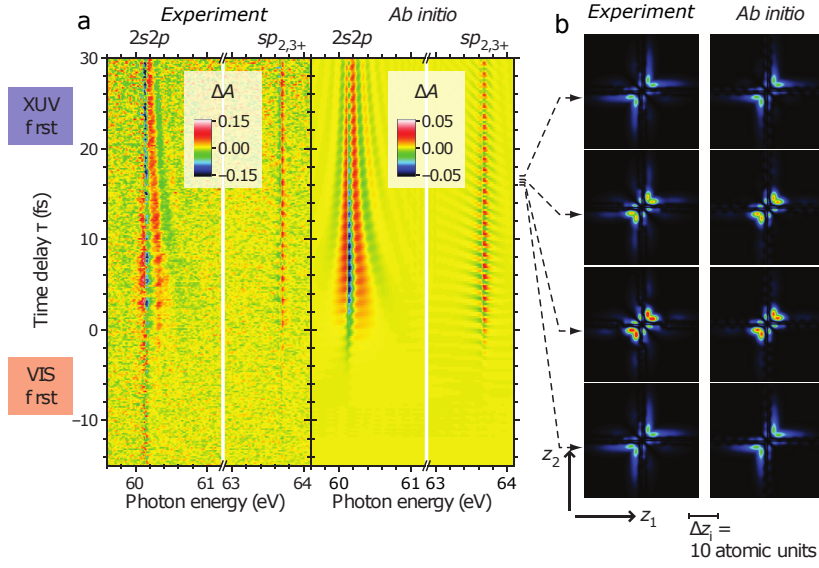 a
Experiment
Ab initio
2s2p
sp2,3+
2s2p
sp2,3+
b
Experiment
Ab initio
XUV
f rst
VIS
f rst
Time delay τ (fs)
30
20
10
0
−10
ΔA
0.15
0.00
−0.15
ΔA
0.05
0.00
−0.05
60
61
63
64
60
61
63
64
Photon energy (eV)
Photon energy (eV)
z2
z1
Δzi =
10 atomic units